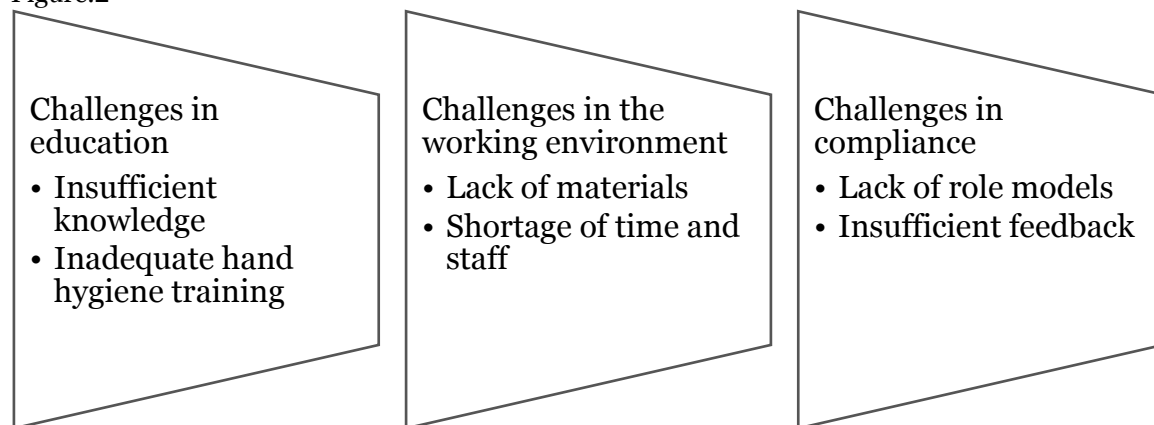 Figure.2
Challenges in
education
• Insufficient
knowledge
• Inadequate hand
hygiene training
Challenges in the
working environment
• Lack of materials
• Shortage of time and
staff
Challenges in
compliance
• Lack of role models
• Insufficient feedback